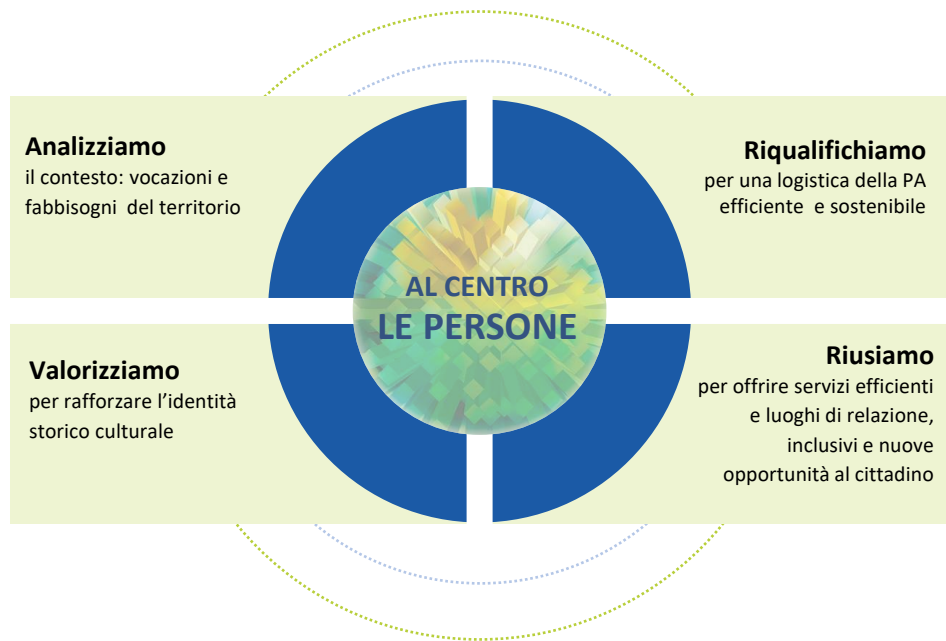 Analizziamo
il contesto: vocazioni e
fabbisogni del territorio
Riqualifichiamo
per una logistica della PA
efficiente e sostenibile
AL CENTRO
LE PERSONE
Valorizziamo
per rafforzare l’identità
storico culturale
Riusiamo
per offrire servizi efficienti
e luoghi di relazione,
inclusivi e nuove
opportunità al cittadino